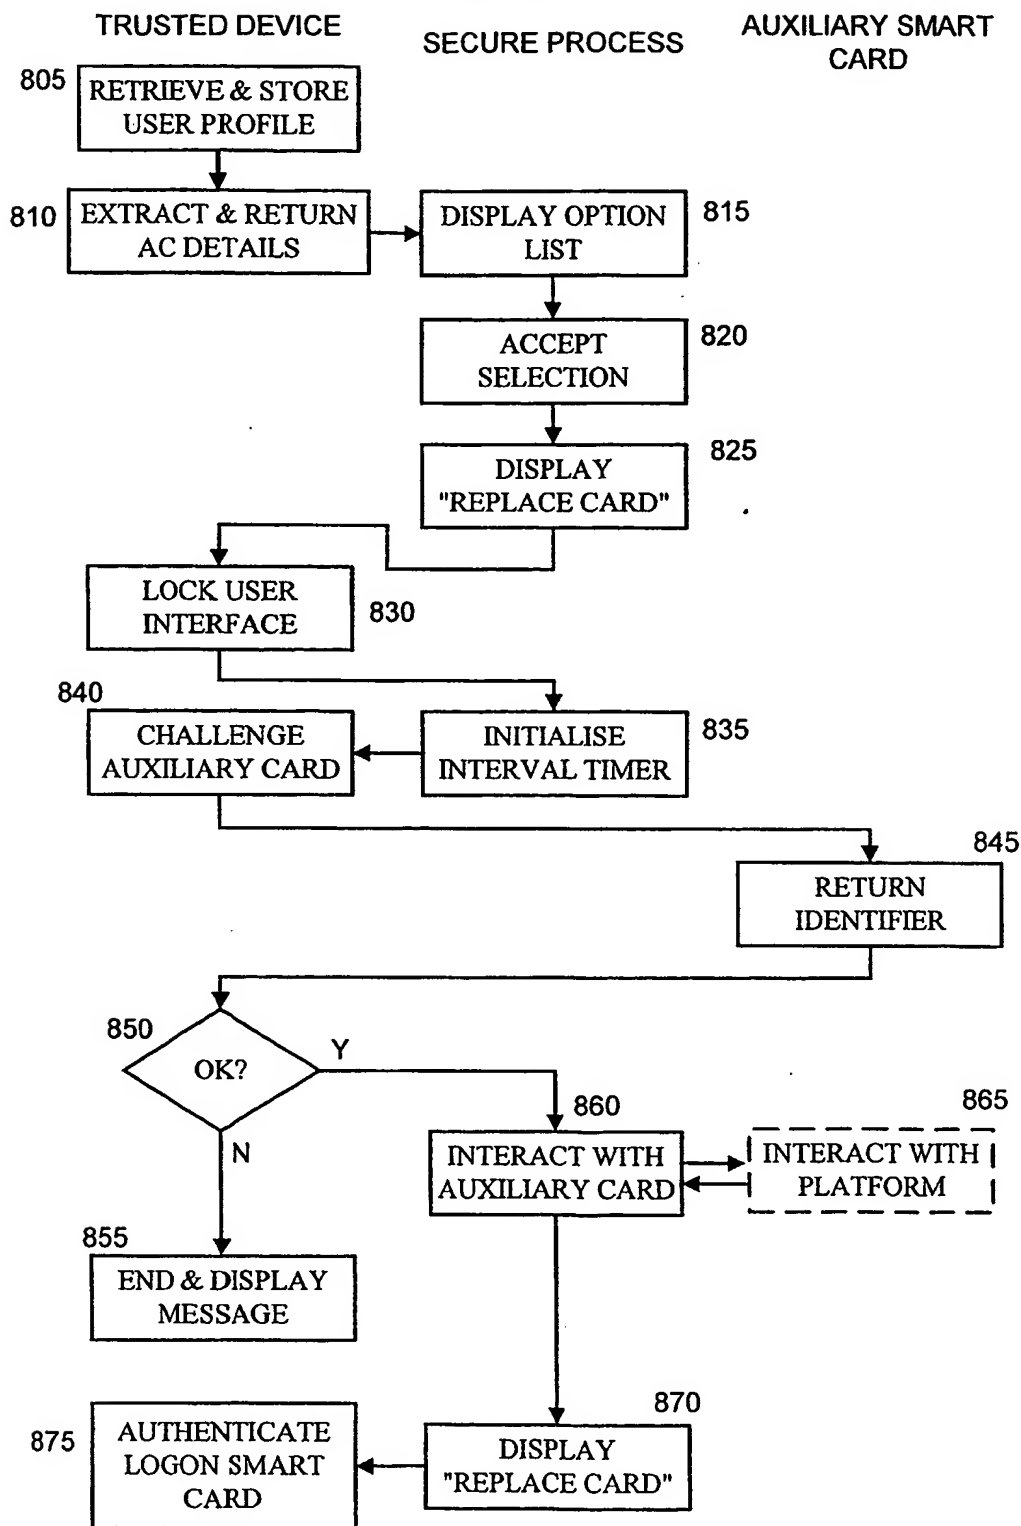 TRUSTED DEVICE
SECURE PROCESS
AUXILIARY SMART
CARD
805
RETRIEVE & STORE
USER PROFILE
810
EXTRACT & RETURN
AC DETAILS
DISPLAY OPTION
LIST
815
ACCEPT
SELECTION
820
DISPLAY
"REPLACE CARD"
825
LOCK USER
INTERFACE
830
840
CHALLENGE
AUXILIARY CARD
INITIALISE
INTERVAL TIMER
835
845
RETURN
IDENTIFIER
850
OK?
Y
N
860
INTERACT WITH
AUXILIARY CARD
865
INTERACT WITH
PLATFORM
855
END & DISPLAY
MESSAGE
870
DISPLAY
"REPLACE CARD"
875
AUTHENTICATE
LOGON SMART
CARD